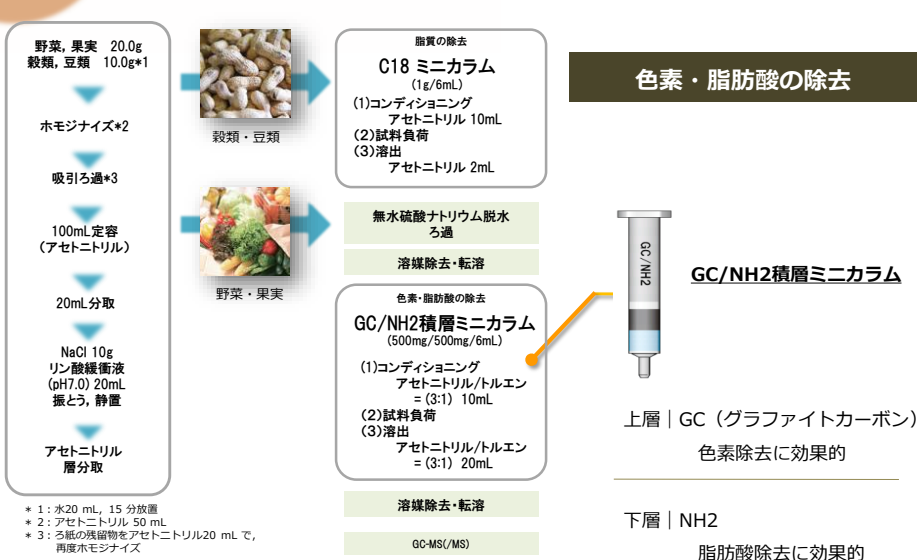 野菜, 果実　20.0g
穀類, 豆類　10.0g*1
ホモジナイズ*2
吸引ろ過*3
100mL定容
（アセトニトリル）
20mL分取
NaCl 10g
リン酸緩衝液
(pH7.0) 20mL
振とう, 静置
アセトニトリル
層分取
＊ 1：水20 mL，15 分放置
＊ 2：アセトニトリル 50 mL
＊ 3：ろ紙の残留物をアセトニトリル20 mL で，
再度ホモジナイズ
穀類・豆類
野菜・果実
脂質の除去
C18 ミニカラム
(1g/6mL)
(1)コンディショニング
アセトニトリル 10mL
(2)試料負荷
(3)溶出
アセトニトリル 2mL
無水硫酸ナトリウム脱水
ろ過
溶媒除去・転溶
色素・脂肪酸の除去
GC/NH2積層ミニカラム
(500mg/500mg/6mL)
(1)コンディショニング
アセトニトリル/トルエン
= (3:1) 10mL
(2)試料負荷
(3)溶出
アセトニトリル/トルエン
= (3:1) 20mL
溶媒除去・転溶
GC-MS(/MS)
色素・脂肪酸の除去
GC/NH2
GC/NH2積層ミニカラム
上層｜GC（グラファイトカーボン）
色素除去に効果的
下層｜NH2
脂肪酸除去に効果的